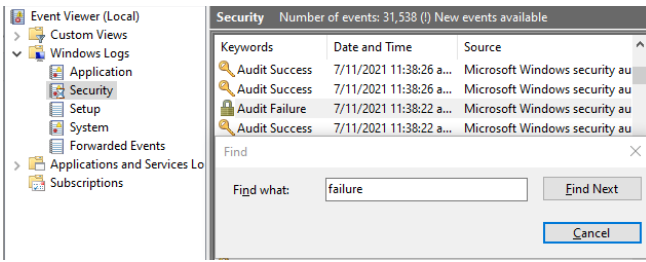 Event Viewer (Local)
Custom Views
Windows Logs
Application
Security
Setup
System
Forwarded Events
Applications and Services Lo
Subscriptions
Security Number of events: 31,538 (!) New events available
Keywords Date and Time Source
Audit Success 7/11/2021 11:38:26 a... Microsoft Windows security au
Audit Success 7/11/2021 11:38:26 a... Microsoft Windows security au
Audit Failure 7/11/2021 11:38:22 a... Microsoft Windows security au
Audit Success 7/11/2021 11:38:22 a... Microsoft Windows security au
Find
Find what: failure Find Next
Cancel